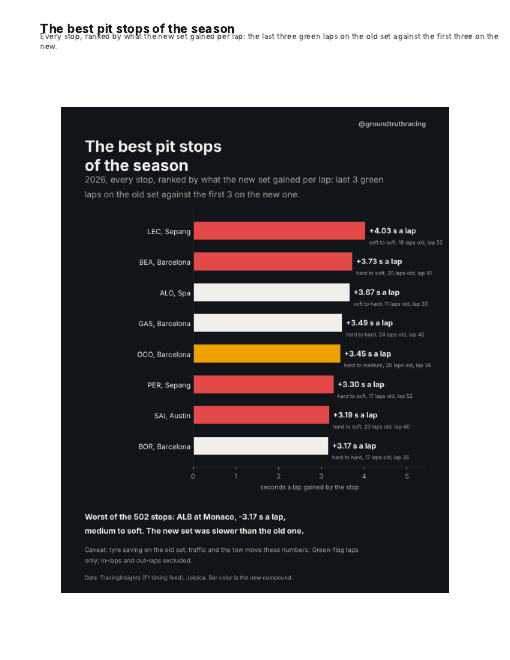 The best pit stops of the season
Every stop, ranked by what the new set gained per lap: the last three green laps on the old set against the first three on the
new.
@groundtruthracing
The best pit stops
of the season
2026, every stop, ranked by what the new set gained per lap: last 3 green
laps on the old set against the first 3 on the new one.
LEC, Sepang
+4.03 s a lap
soft to soft, 18 laps old, lap 52
BEA, Barcelona
+3.73 s a lap
hard to soft, 20 laps old, lap 41
ALO, Spa
+3.67 s a lap
soft to hard, 11 laps old, lap 33
GAS, Barcelona
+3.49 s a lap
hard to hard, 24 laps old, lap 42
OCO, Barcelona
+3.45 s a lap
hard to medium, 20 laps old, lap 36
PER, Sepang
+3.30 s a lap
hard to soft, 17 laps old, lap 52
SAI, Austin
+3.19 s a lap
hard to soft, 20 laps old, lap 40
BOR, Barcelona
+3.17 s a lap
hard to hard, 17 laps old, lap 35
0 1 2 3 4 5
seconds a lap gained by the stop
Worst of the 502 stops: ALB at Monaco, -3.17 s a lap,
medium to soft. The new set was slower than the old one.
Caveat: tyre saving on the old set, traffic and the tow move these numbers. Green-flag laps
only; in-laps and out-laps excluded.
Data: TracingInsights (F1 timing feed), Jolpica. Bar color is the new compound.